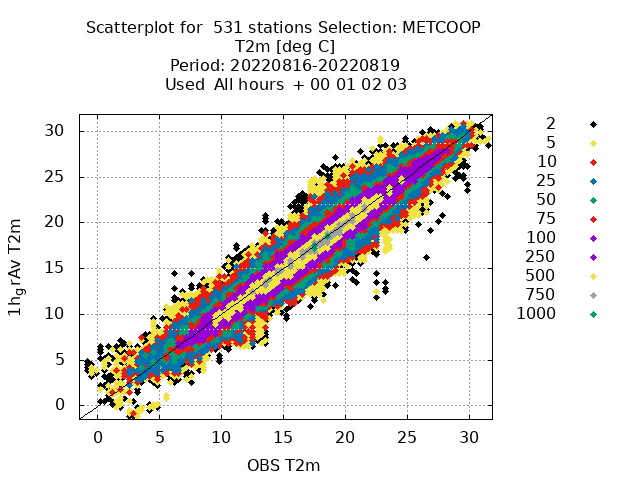 Scatterplot for  531 stations Selection: METCOOP
T2m [deg C]
Period: 20220816-20220819
Used  All hours  + 00 01 02 03
1h_grAv T2m
30
25
20
15
10
5
0
0 5 10 15 20 25 30
OBS T2m
2
5
10
25
50
75
100
250
500
750
1000